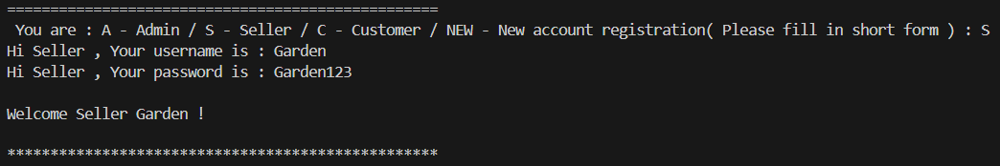 ==================================================
You are : A - Admin / S - Seller / C - Customer / NEW - New account registration( Please fill in short form ) : S
Hi Seller , Your username is : Garden
Hi Seller , Your password is : Garden123
Welcome Seller Garden !
**************************************************